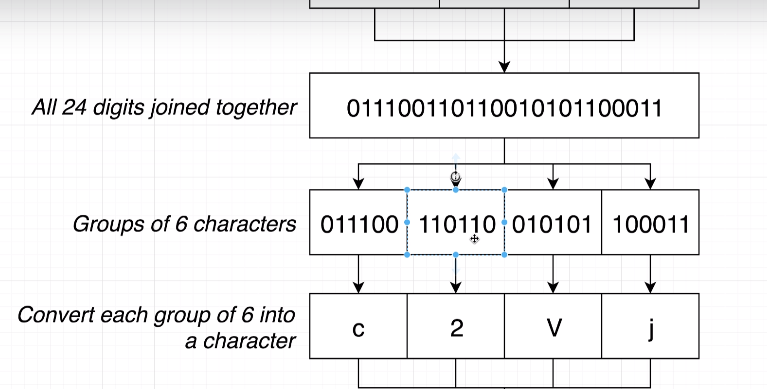 All 24 digits joined together
011100110110010101100011
Groups of 6 characters
011100 110110 010101 100011
Convert each group of 6 into
a character
c 2 V j